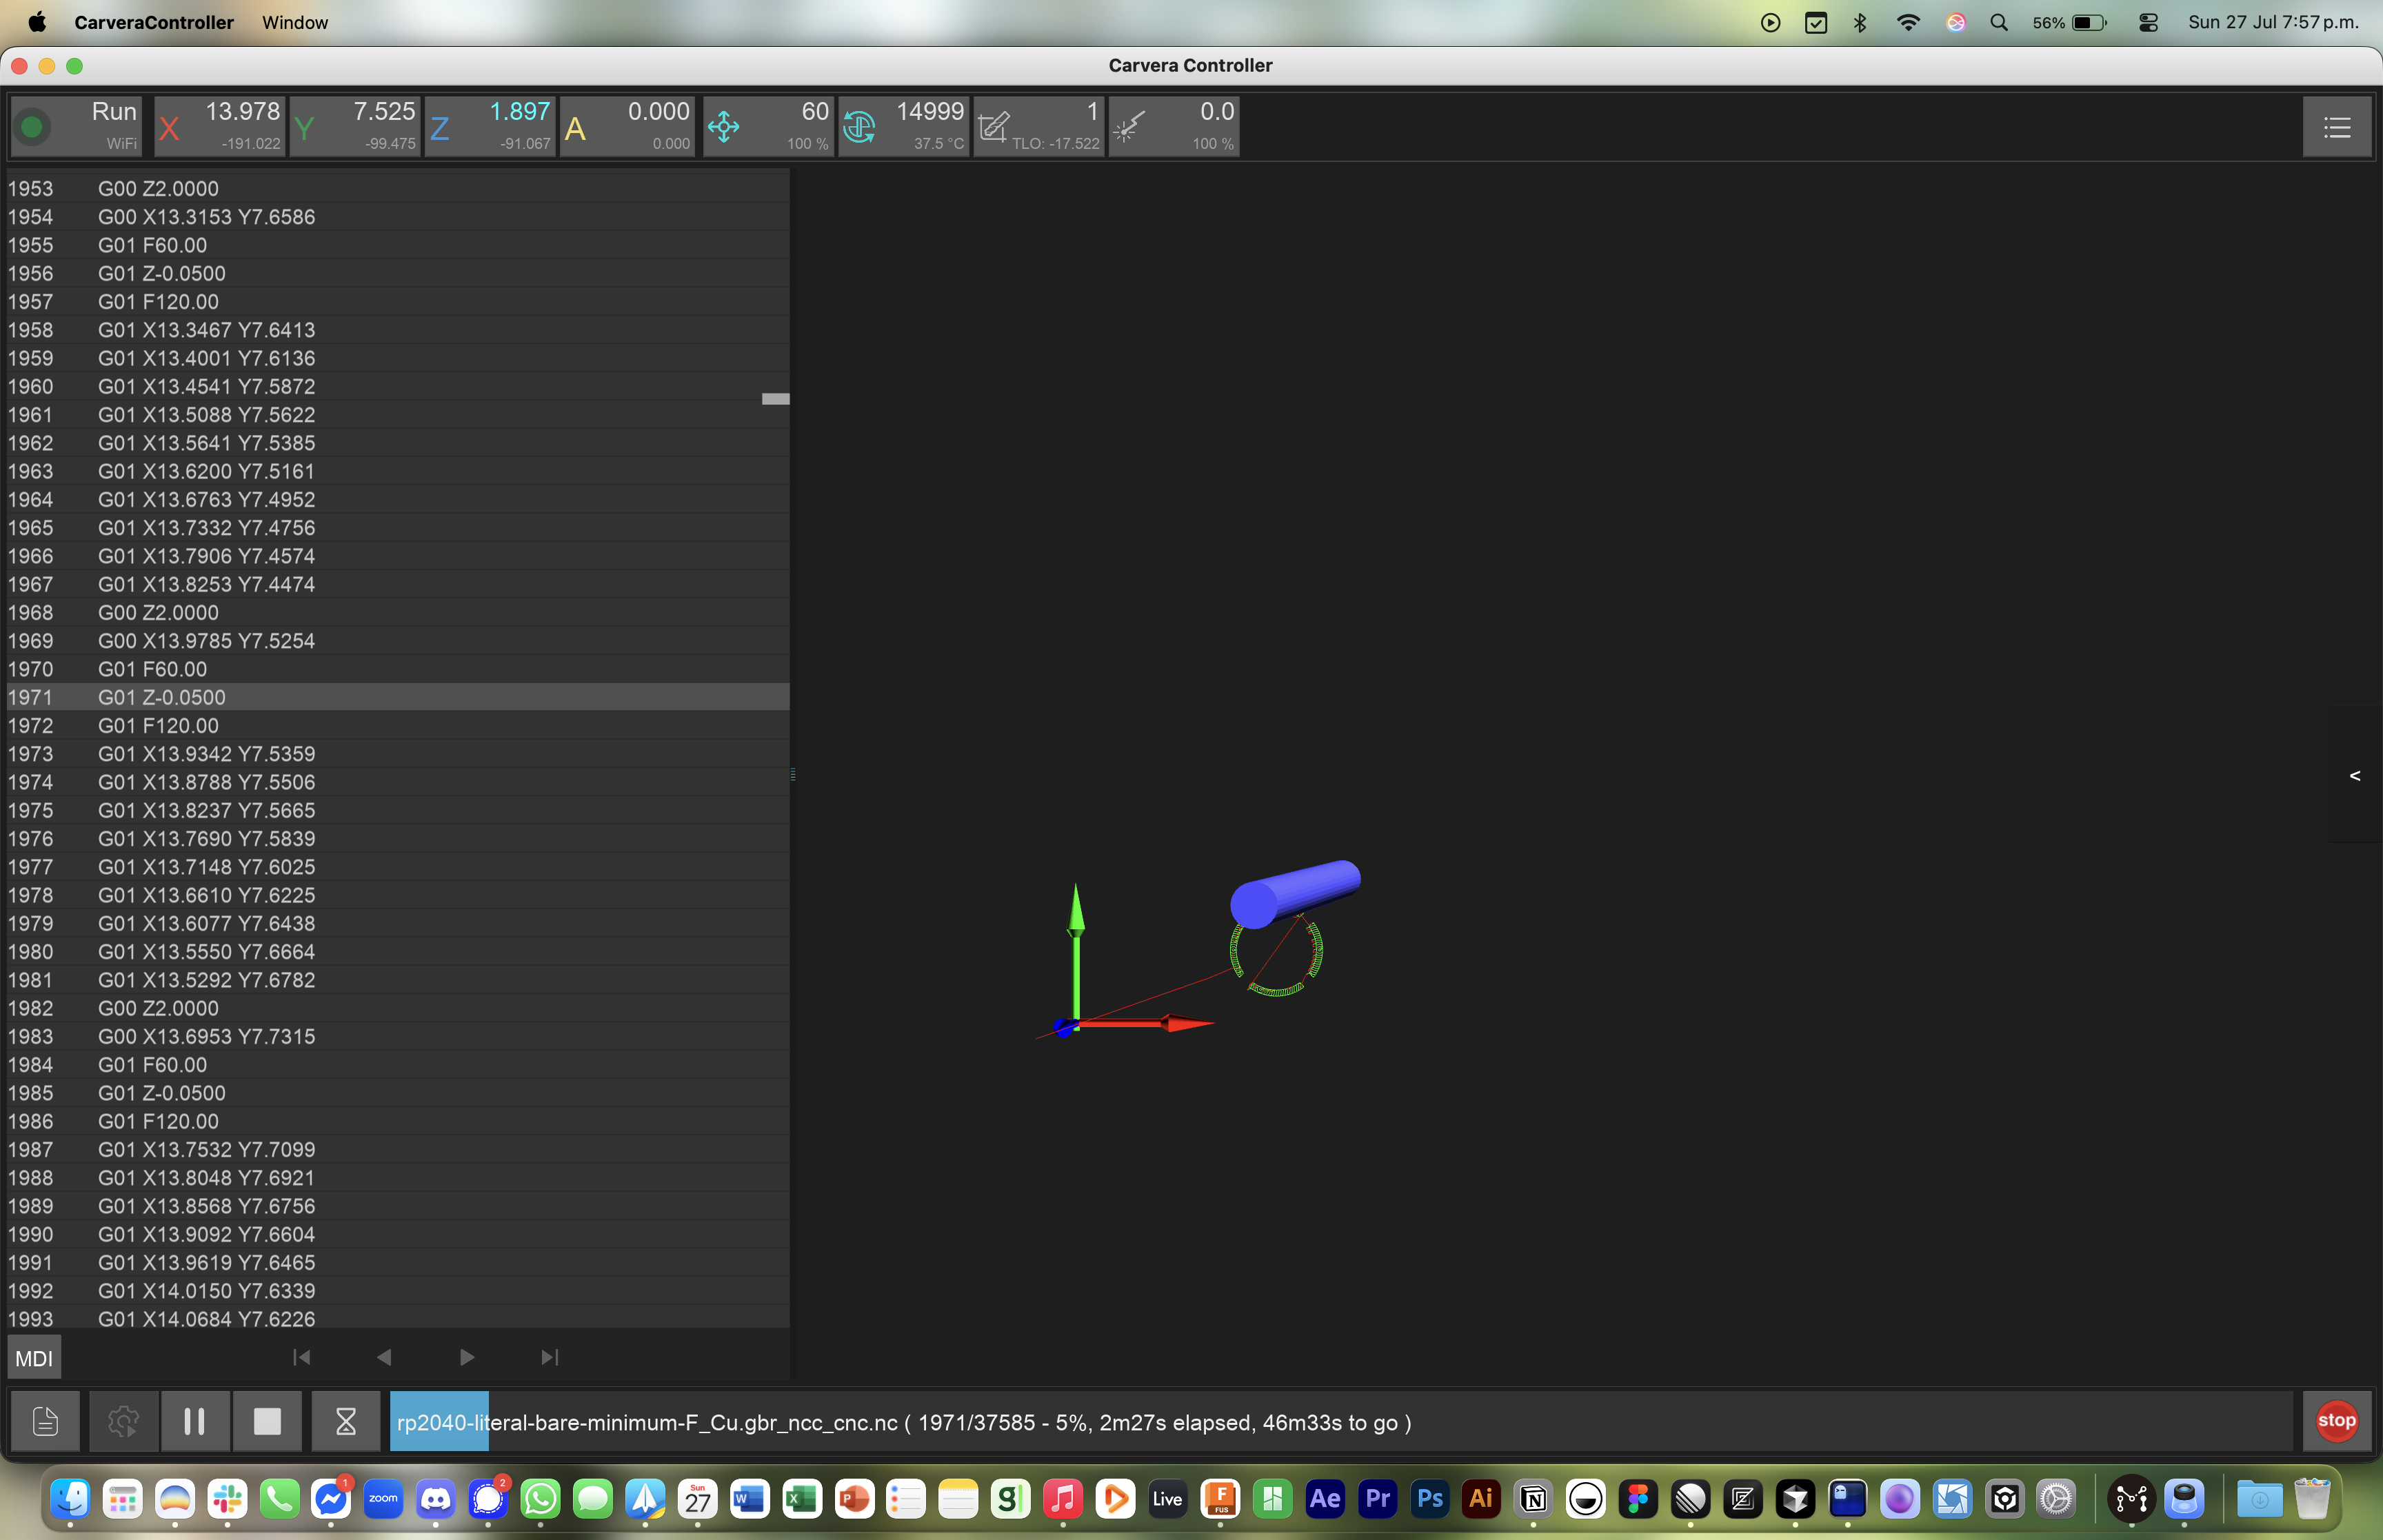 CarveraController Window
56% Sun 27 Jul 7:57 p.m.
Carvera Controller
Run
WiFi
X 13.978
-191.022
Y 7.525
-99.475
Z 1.897
-91.067
A 0.000
0.000
60
100 %
14999
37.5 °C
1
TLO: -17.522
0.0
100 %
1953 G00 Z2.0000
1954 G00 X13.3153 Y7.6586
1955 G01 F60.00
1956 G01 Z-0.0500
1957 G01 F120.00
1958 G01 X13.3467 Y7.6413
1959 G01 X13.4001 Y7.6136
1960 G01 X13.4541 Y7.5872
1961 G01 X13.5088 Y7.5622
1962 G01 X13.5641 Y7.5385
1963 G01 X13.6200 Y7.5161
1964 G01 X13.6763 Y7.4952
1965 G01 X13.7332 Y7.4756
1966 G01 X13.7906 Y7.4574
1967 G01 X13.8253 Y7.4474
1968 G00 Z2.0000
1969 G00 X13.9785 Y7.5254
1970 G01 F60.00
1971 G01 Z-0.0500
1972 G01 F120.00
1973 G01 X13.9342 Y7.5359
1974 G01 X13.8788 Y7.5506
1975 G01 X13.8237 Y7.5665
1976 G01 X13.7690 Y7.5839
1977 G01 X13.7148 Y7.6025
1978 G01 X13.6610 Y7.6225
1979 G01 X13.6077 Y7.6438
1980 G01 X13.5550 Y7.6664
1981 G01 X13.5292 Y7.6782
1982 G00 Z2.0000
1983 G00 X13.6953 Y7.7315
1984 G01 F60.00
1985 G01 Z-0.0500
1986 G01 F120.00
1987 G01 X13.7532 Y7.7099
1988 G01 X13.8048 Y7.6921
1989 G01 X13.8568 Y7.6756
1990 G01 X13.9092 Y7.6604
1991 G01 X13.9619 Y7.6465
1992 G01 X14.0150 Y7.6339
1993 G01 X14.0684 Y7.6226
<
MDI
rp2040-literal-bare-minimum-F_Cu.gbr_ncc_cnc.nc ( 1971/37585 - 5%, 2m27s elapsed, 46m33s to go )
stop
1 zoom 2 Sun 27 W X P g Live F FUS Ae Pr Ps Ai N